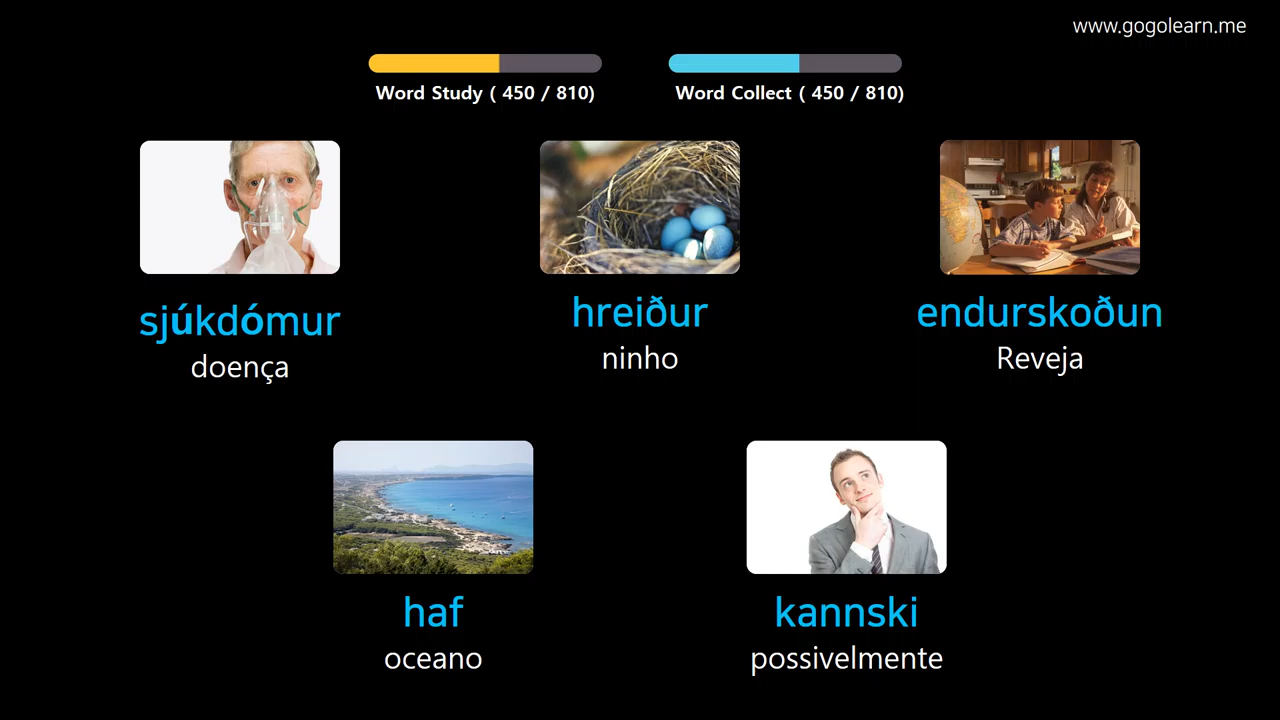 www.gogolearn.me
Word Study ( 450 / 810)
Word Collect ( 450 / 810)
sjúkdómur
doença
hreiður
ninho
endurskoðun
Reveja
haf
oceano
kannski
possivelmente